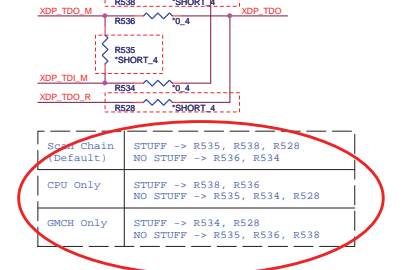 R538 *SHORT_4
XDP_TDO_M XDP_TDO
R536 *0_4
R535
*SHORT_4
XDP_TDI_M
R534 *0_4
XDP_TDO_R
R528 *SHORT_4
Scan Chain STUFF -> R535, R538, R528
(Default) NO STUFF -> R536, R534
CPU Only STUFF -> R538, R536
NO STUFF -> R535, R534, R528
GMCH Only STUFF -> R534, R528
NO STUFF -> R535, R536, R538